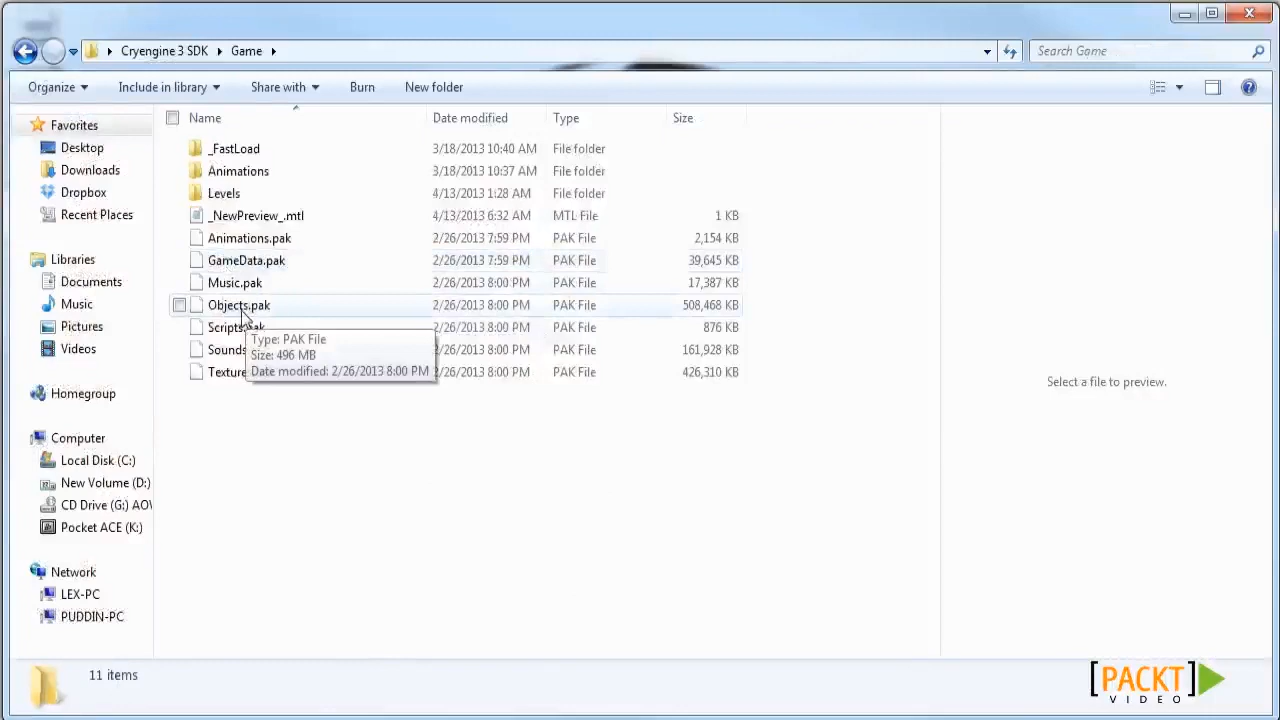 Cryengine 3 SDK Game
Search Game
Organize Include in library Share with Burn New folder
Name Date modified Type Size
_FastLoad 3/18/2013 10:40 AM File folder
Animations 3/18/2013 10:37 AM File folder
Levels 4/13/2013 1:28 AM File folder
_NewPreview_.mtl 4/13/2013 6:32 AM MTL File 1 KB
Animations.pak 2/26/2013 7:59 PM PAK File 2,154 KB
GameData.pak 2/26/2013 7:59 PM PAK File 39,645 KB
Music.pak 2/26/2013 8:00 PM PAK File 17,387 KB
Objects.pak 2/26/2013 8:00 PM PAK File 508,468 KB
Scripts.pak 2/26/2013 8:00 PM PAK File 876 KB
Sounds 2/26/2013 8:00 PM PAK File 161,928 KB
Texture 2/26/2013 8:00 PM PAK File 426,310 KB
Type: PAK File
Size: 496 MB
Date modified: 2/26/2013 8:00 PM
Favorites
Desktop
Downloads
Dropbox
Recent Places
Libraries
Documents
Music
Pictures
Videos
Homegroup
Computer
Local Disk (C:)
New Volume (D:)
CD Drive (G:) AOW
Pocket ACE (K:)
Network
LEX-PC
PUDDIN-PC
Select a file to preview.
11 items
[PACKT]
VIDEO